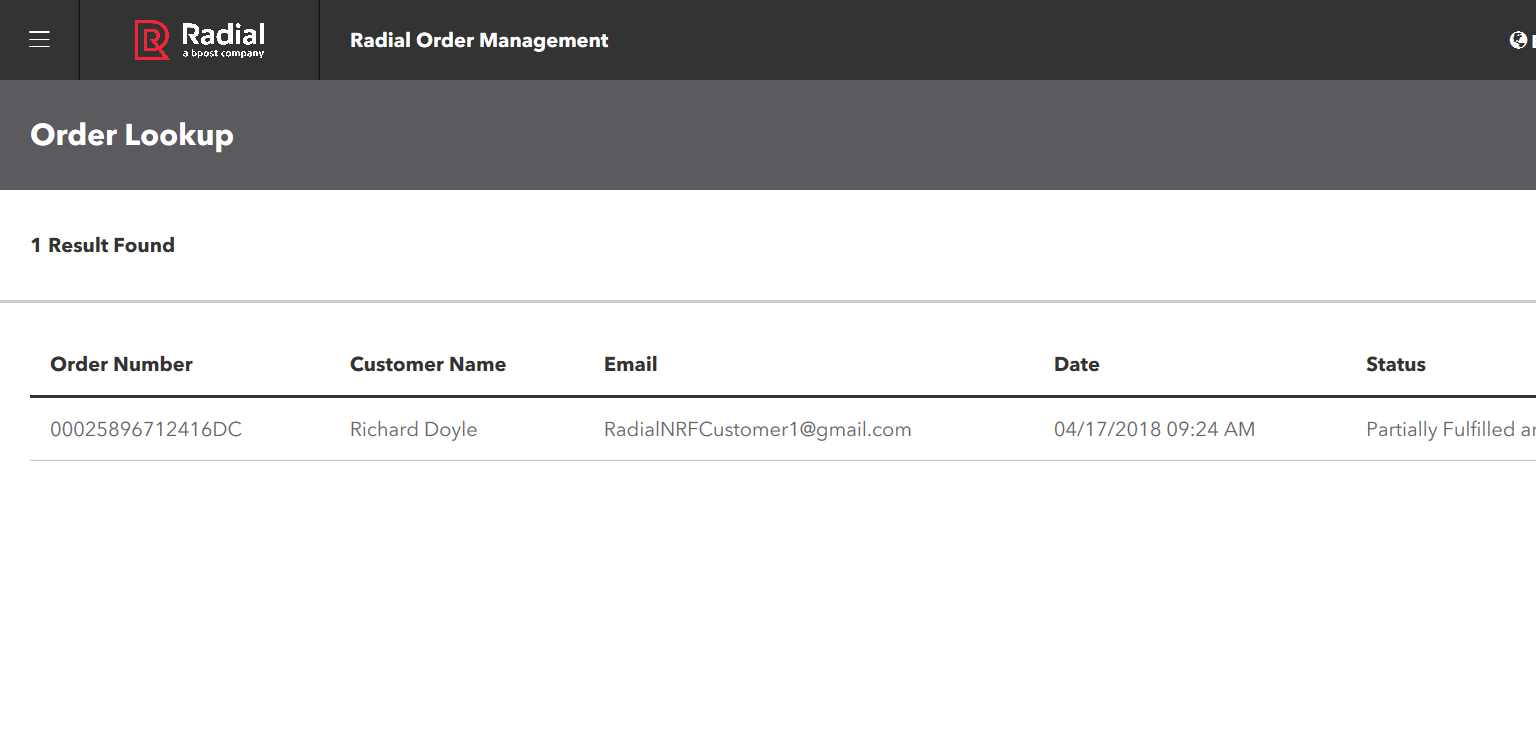 Radial
a bpost company
Radial Order Management
Order Lookup
1 Result Found
Order Number Customer Name Email Date Status
00025896712416DC Richard Doyle RadialNRFCustomer1@gmail.com 04/17/2018 09:24 AM Partially Fulfilled